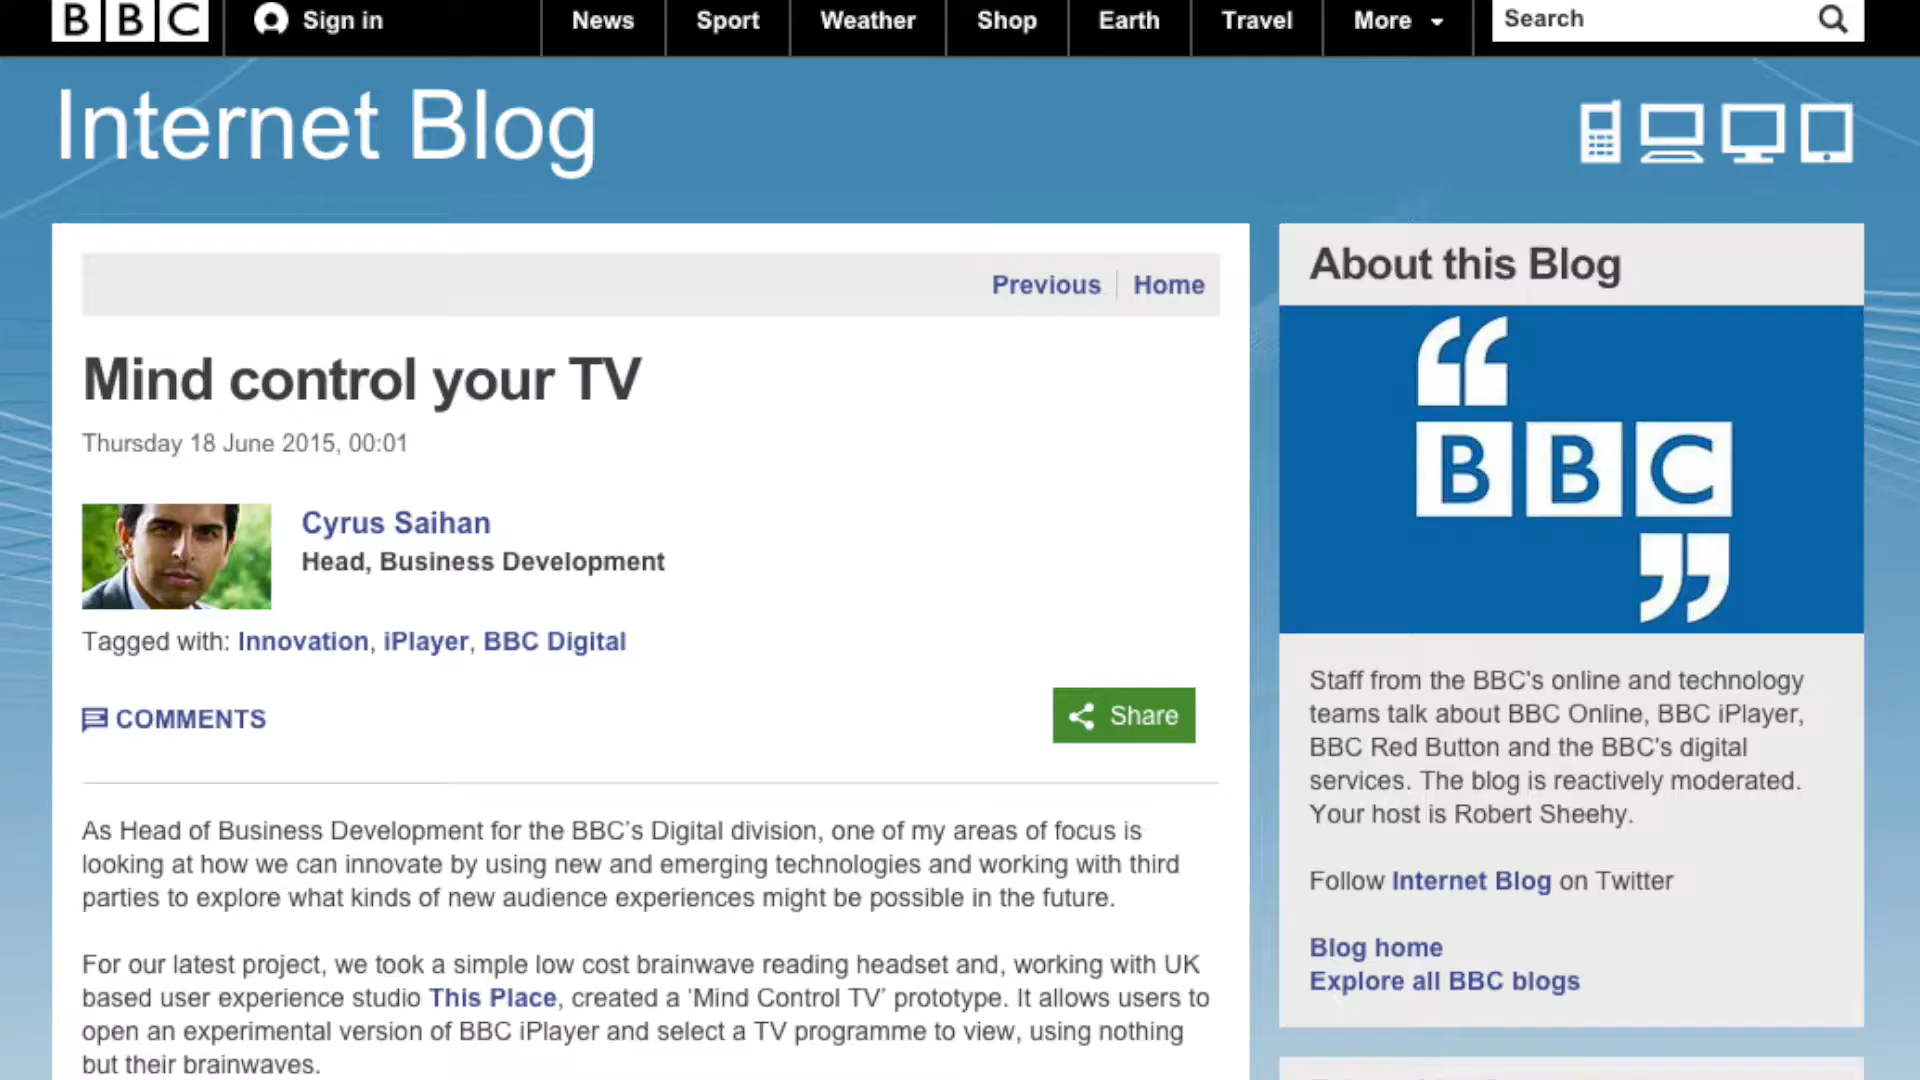 BBC Sign in News Sport Weather Shop Earth Travel More Search
Internet Blog
Previous Home
Mind control your TV
Thursday 18 June 2015, 00:01
Cyrus Saihan
Head, Business Development
Tagged with: Innovation, iPlayer, BBC Digital
COMMENTS
Share
As Head of Business Development for the BBC’s Digital division, one of my areas of focus is
looking at how we can innovate by using new and emerging technologies and working with third
parties to explore what kinds of new audience experiences might be possible in the future.
For our latest project, we took a simple low cost brainwave reading headset and, working with UK
based user experience studio This Place, created a ‘Mind Control TV’ prototype. It allows users to
open an experimental version of BBC iPlayer and select a TV programme to view, using nothing
but their brainwaves.
About this Blog
“
BBC
”
Staff from the BBC's online and technology
teams talk about BBC Online, BBC iPlayer,
BBC Red Button and the BBC's digital
services. The blog is reactively moderated.
Your host is Robert Sheehy.
Follow Internet Blog on Twitter
Blog home
Explore all BBC blogs